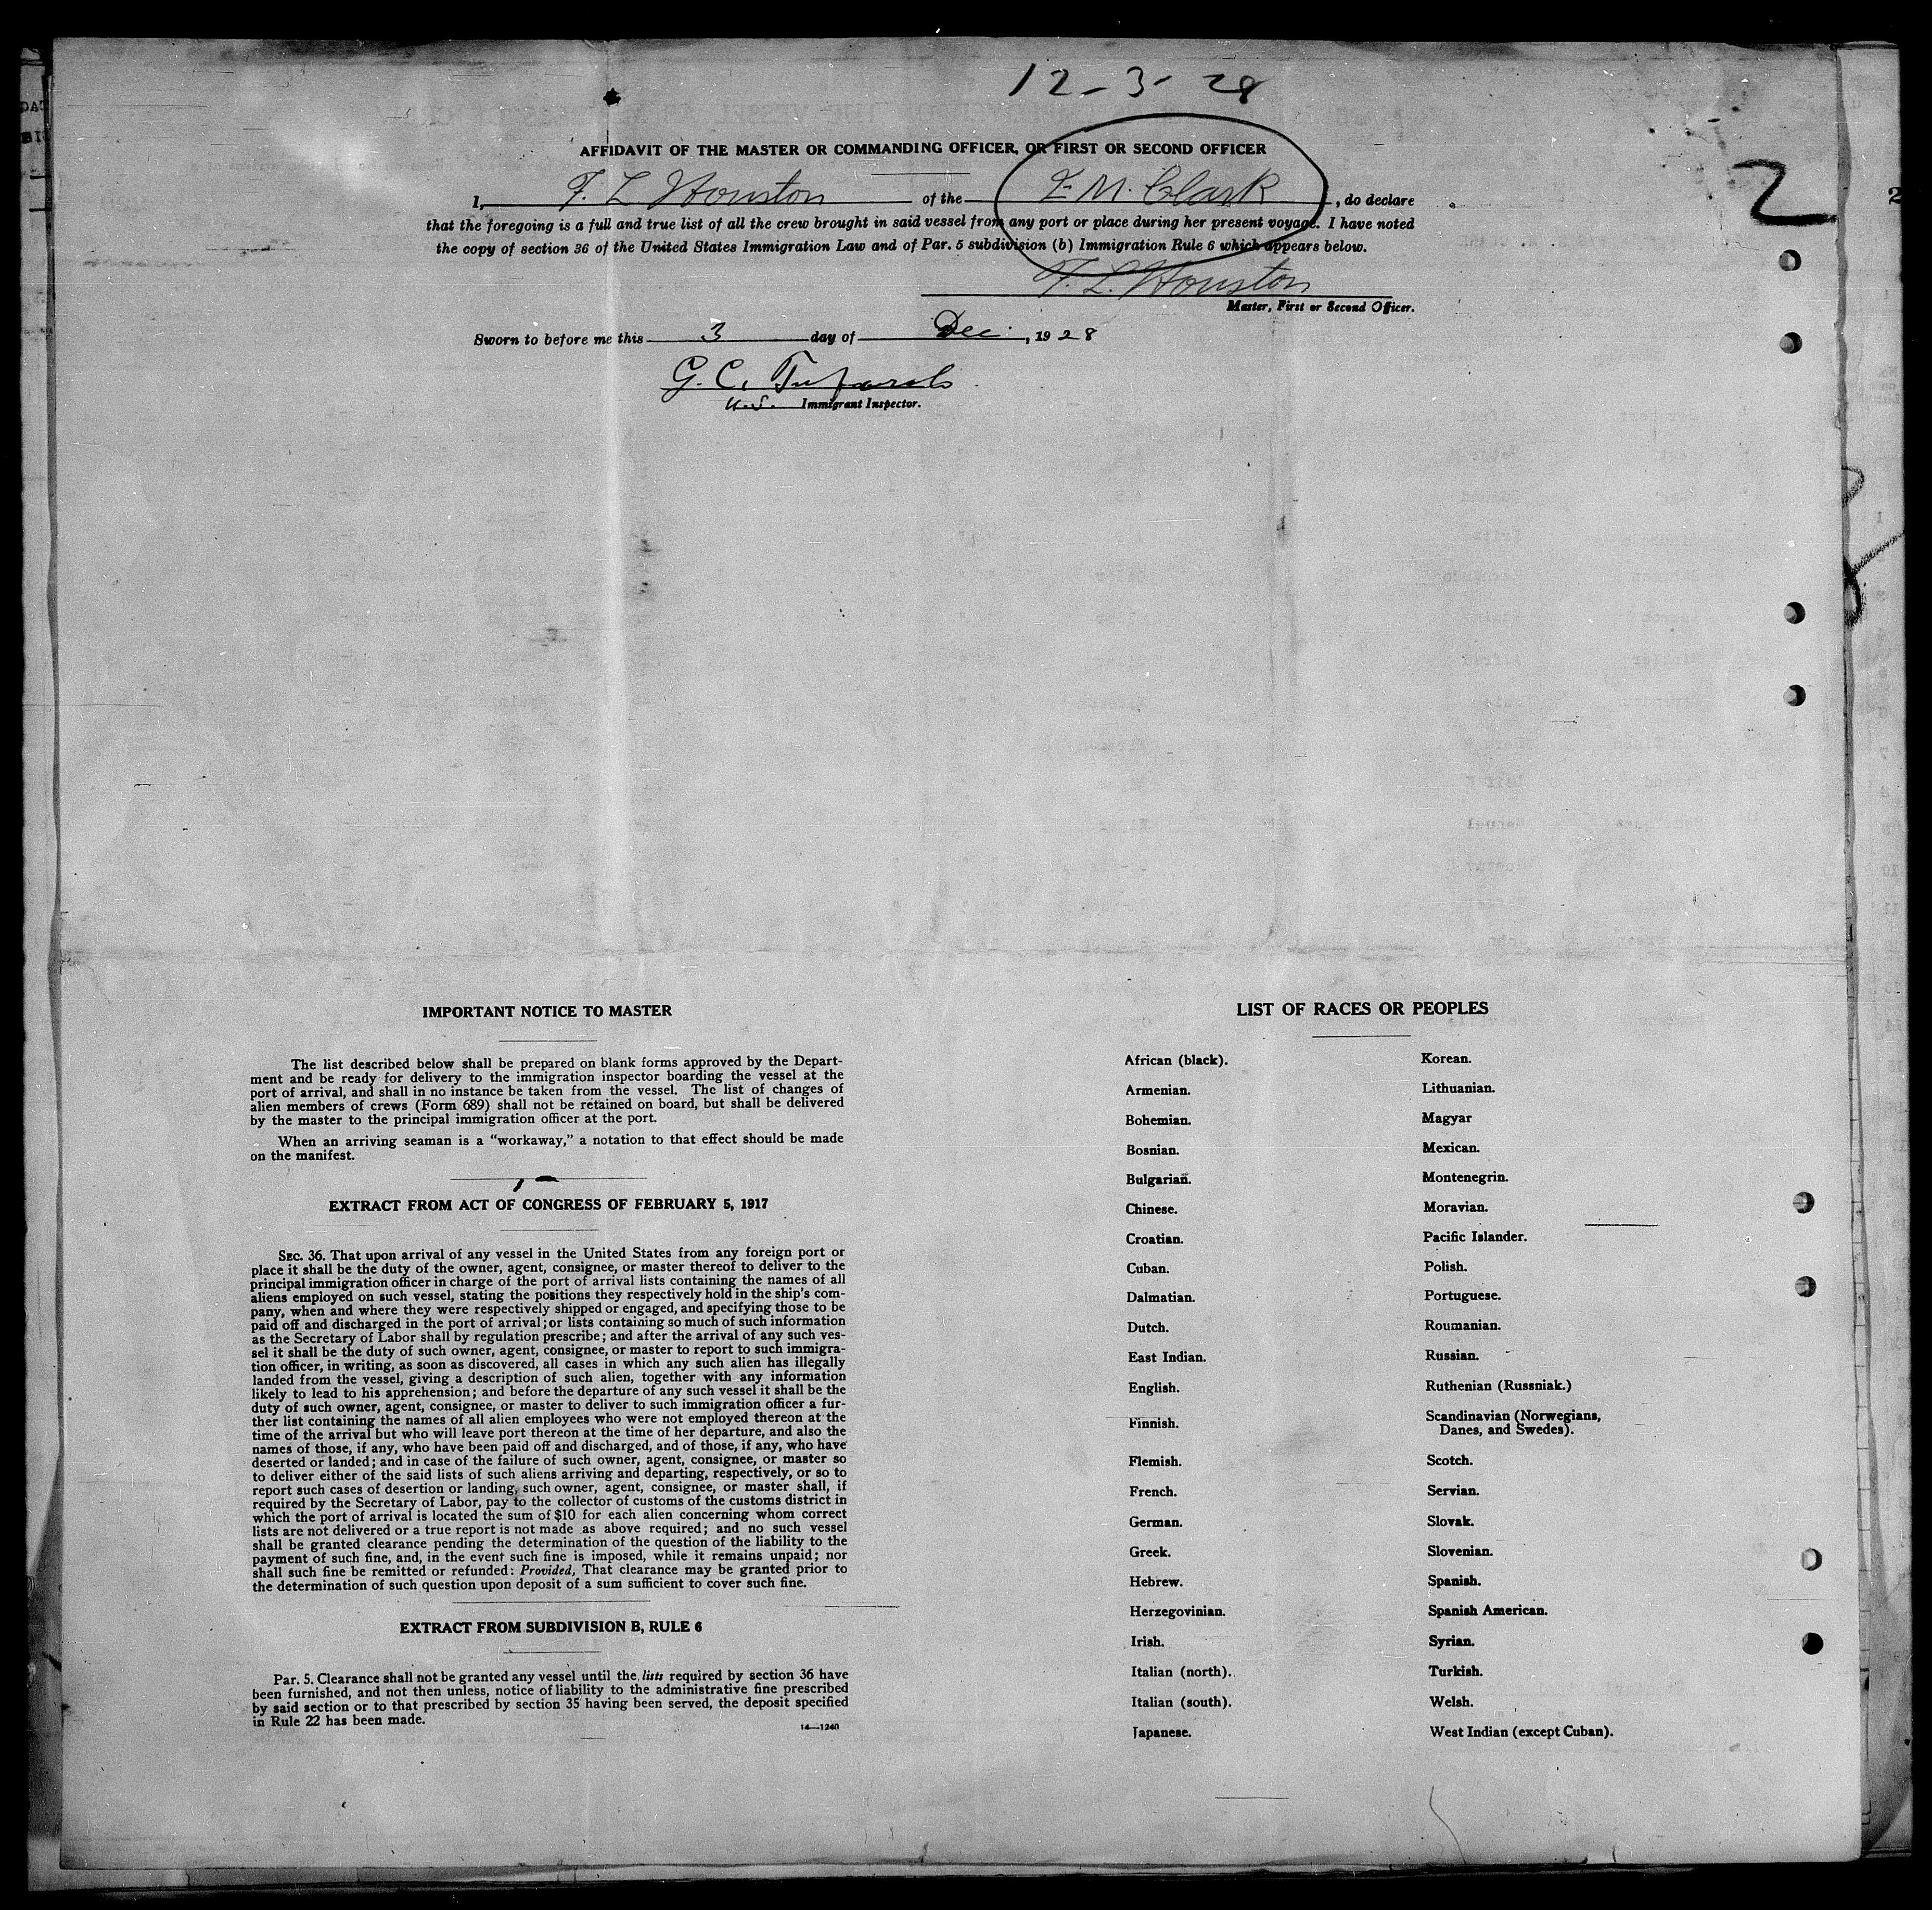 12-3-28
2
AFFIDAVIT OF THE MASTER OR COMMANDING OFFICER, OR FIRST OR SECOND OFFICER
I, F. L Houston of the E. M. Clark, do declare
that the foregoing is a full and true list of all the crew brought in said vessel from any port or place during her present voyage. I have noted
the copy of section 36 of the United States Immigration Law and of Par. 5 subdivision (b) Immigration Rule 6 which appears below.
F. L. Houston
Master, First or Second Officer.
Sworn to before me this 3 day of Dec., 1928
G. C.
U.S. Immigrant Inspector.
IMPORTANT NOTICE TO MASTER
The list described below shall be prepared on blank forms approved by the Depart-
ment and be ready for delivery to the immigration inspector boarding the vessel at the
port of arrival, and shall in no instance be taken from the vessel. The list of changes of
alien members of crews (Form 689) shall not be retained on board, but shall be delivered
by the master to the principal immigration officer at the port.
When an arriving seaman is a "workaway," a notation to that effect should be made
on the manifest.
EXTRACT FROM ACT OF CONGRESS OF FEBRUARY 5, 1917
SEC. 36. That upon arrival of any vessel in the United States from any foreign port or
place it shall be the duty of the owner, agent, consignee, or master thereof to deliver to the
principal immigration officer in charge of the port of arrival lists containing the names of all
aliens employed on such vessel, stating the positions they respectively hold in the ship's com-
pany, when and where they were respectively shipped or engaged, and specifying those to be
paid off and discharged in the port of arrival; or lists containing so much of such information
as the Secretary of Labor shall by regulation prescribe; and after the arrival of any such ves-
sel it shall be the duty of such owner, agent, consignee, or master to report to such immigra-
tion officer, in writing, as soon as discovered, all cases in which any such alien has illegally
landed from the vessel, giving a description of such alien, together with any information
likely to lead to his apprehension; and before the departure of any such vessel it shall be the
duty of such owner, agent, consignee, or master to deliver to such immigration officer a fur-
ther list containing the names of all alien employees who were not employed thereon at the
time of the arrival but who will leave port thereon at the time of her departure, and also the
names of those, if any, who have been paid off and discharged, and of those, if any, who have
deserted or landed; and in case of the failure of such owner, agent, consignee, or master so
to deliver either of the said lists of such aliens arriving and departing, respectively, or so to
report such cases of desertion or landing, such owner, agent, consignee, or master shall, if
required by the Secretary of Labor, pay to the collector of customs of the customs district in
which the port of arrival is located the sum of $10 for each alien concerning whom correct
lists are not delivered or a true report is not made as above required; and no such vessel
shall be granted clearance pending the determination of the question of the liability to the
payment of such fine, and, in the event such fine is imposed, while it remains unpaid; nor
shall such fine be remitted or refunded: Provided, That clearance may be granted prior to
the determination of such question upon deposit of a sum sufficient to cover such fine.
EXTRACT FROM SUBDIVISION B, RULE 6
Par. 5. Clearance shall not be granted any vessel until the lists required by section 36 have
been furnished, and not then unless, notice of liability to the administrative fine prescribed
by said section or to that prescribed by section 35 having been served, the deposit specified
in Rule 22 has been made.
14—1240
LIST OF RACES OR PEOPLES
African (black).
Armenian.
Bohemian.
Bosnian.
Bulgarian.
Chinese.
Croatian.
Cuban.
Dalmatian.
Dutch.
East Indian.
English.
Finnish.
Flemish.
French.
German.
Greek.
Hebrew.
Herzegovinian.
Irish.
Italian (north).
Italian (south).
Japanese.
Korean.
Lithuanian.
Magyar
Mexican.
Montenegrin.
Moravian.
Pacific Islander.
Polish.
Portuguese.
Roumanian.
Russian.
Ruthenian (Russniak.)
Scandinavian (Norwegians,
Danes, and Swedes).
Scotch.
Servian.
Slovak.
Slovenian.
Spanish.
Spanish American.
Syrian.
Turkish.
Welsh.
West Indian (except Cuban).